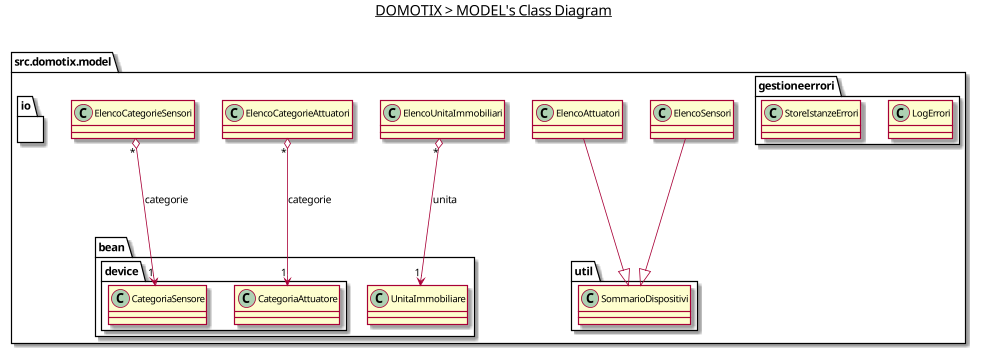 DOMOTIX > MODEL's Class Diagram
src.domotix.model
io
C ElencoCategorieSensori
C ElencoCategorieAttuatori
C ElencoUnitaImmobiliari
C ElencoAttuatori
C ElencoSensori
gestioneerrori
C StoreIstanzeErrori
C LogErrori
* * *
categorie
categorie
unita
bean
1 1 1
device
C CategoriaSensore
C CategoriaAttuatore
C UnitaImmobiliare
util
C SommarioDispositivi